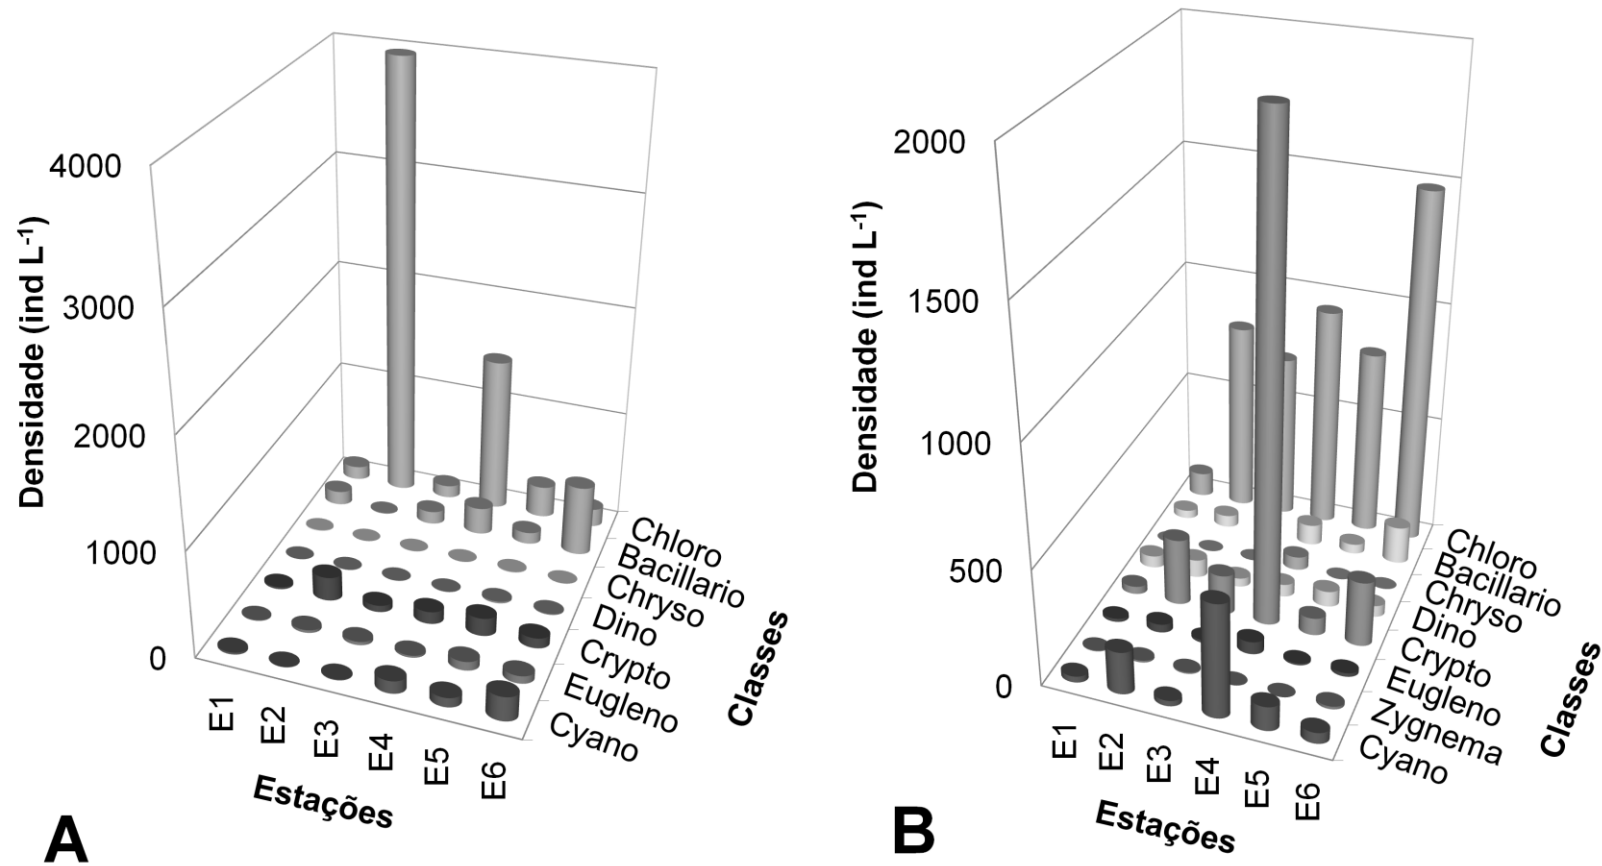 4000
3000
2000
1000
0
Densidade (ind L⁻¹)
E1
E2
E3
E4
E5
E6
Estações
Chloro
Bacillario
Chryso
Dino
Crypto
Eugleno
Cyano
Classes
A
2000
1500
1000
500
0
Densidade (ind L⁻¹)
E1
E2
E3
E4
E5
E6
Estações
Chloro
Bacillario
Chryso
Dino
Crypto
Eugleno
Zygnema
Cyano
Classes
B